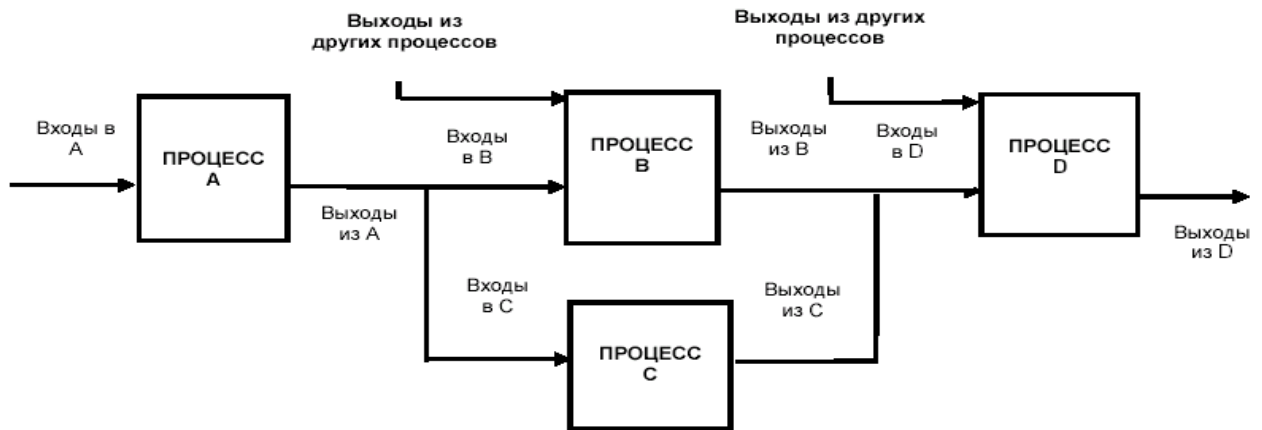 Выходы из
других процессов
Выходы из других
процессов
Входы в
А
ПРОЦЕСС
А
Выходы
из А
Входы
в В
ПРОЦЕСС
В
Выходы
из В
Входы
в D
ПРОЦЕСС
D
Выходы
из D
Входы
в С
ПРОЦЕСС
С
Выходы
из С